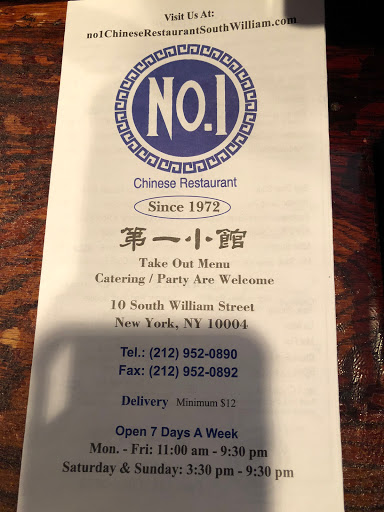 Visit Us At:
no1ChineseRestaurantSouthWilliam.com
NO.1
Chinese Restaurant
Since 1972
第一小館
Take Out Menu
Catering / Party Are Welcome
10 South William Street
New York, NY 10004
Tel.: (212) 952-0890
Fax: (212) 952-0892
Delivery Minimum $12
Open 7 Days A Week
Mon. - Fri: 11:00 am - 9:30 pm
Saturday & Sunday: 3:30 pm - 9:30 pm